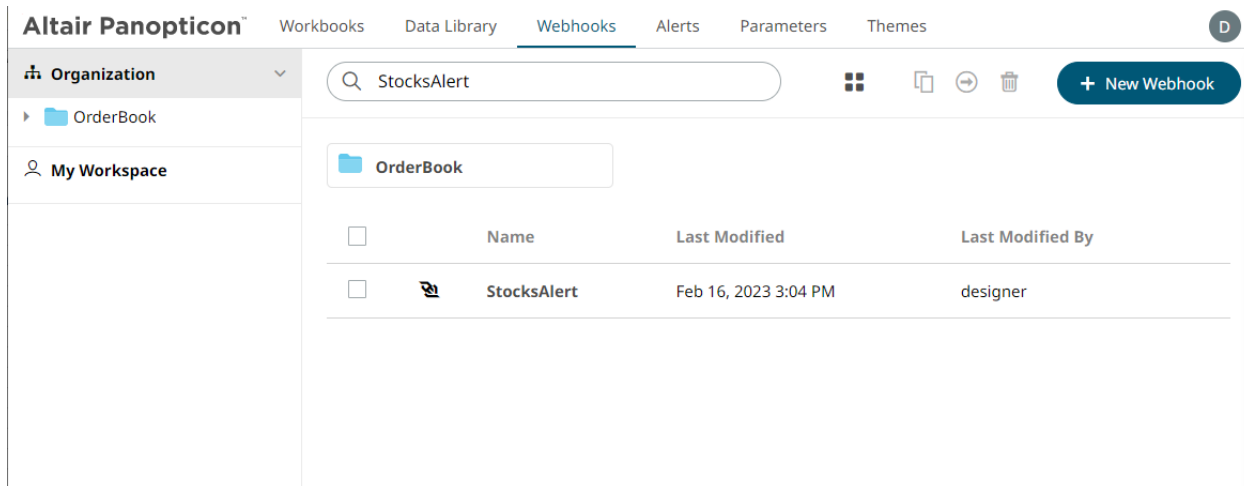 Altair Panopticon™ Workbooks Data Library Webhooks Alerts Parameters Themes D
Organization
StocksAlert
+ New Webhook
OrderBook
My Workspace
OrderBook
Name Last Modified Last Modified By
StocksAlert Feb 16, 2023 3:04 PM designer